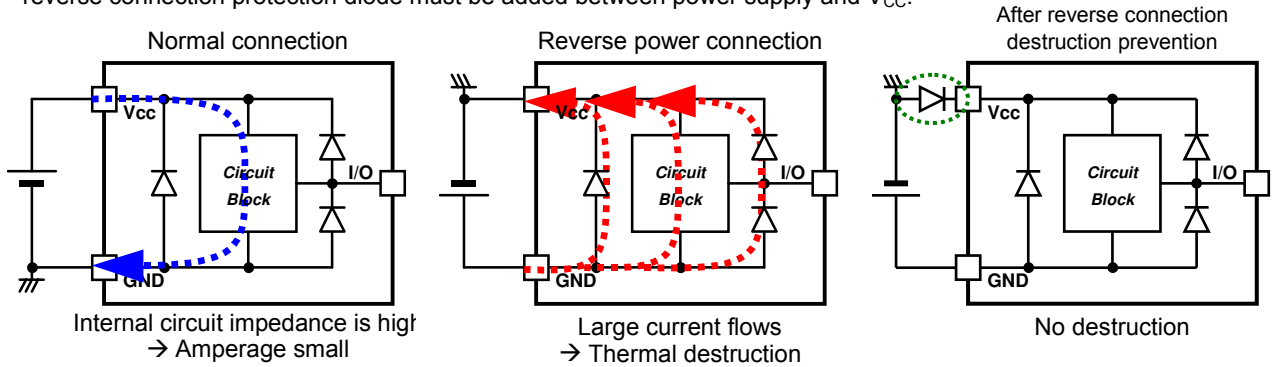 reverse connection protection diode must be added between power supply and VCC.
Normal connection
Vcc
Circuit
Block
I/O
GND
Internal circuit impedance is high
→ Amperage small
Reverse power connection
Vcc
Circuit
Block
I/O
GND
Large current flows
→ Thermal destruction
After reverse connection
destruction prevention
Vcc
Circuit
Block
I/O
GND
No destruction